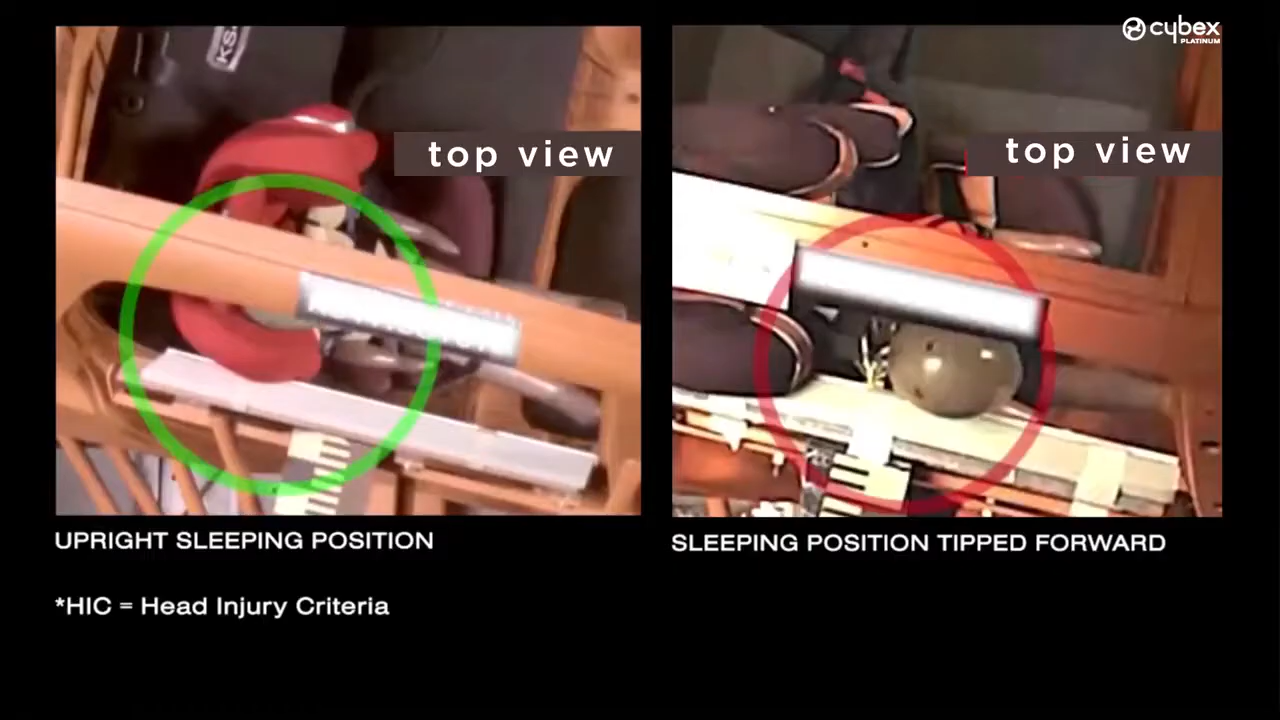 cybex
PLATINUM
top view
top view
UPRIGHT SLEEPING POSITION
SLEEPING POSITION TIPPED FORWARD
*HIC = Head Injury Criteria